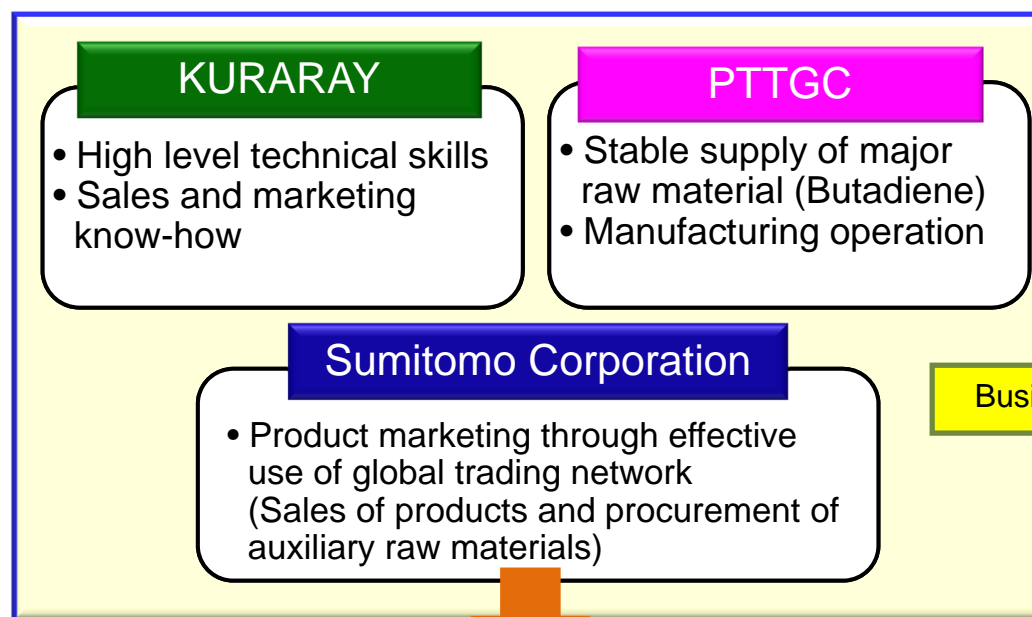 KURARAY
• High level technical skills
• Sales and marketing
know-how
PTTGC
• Stable supply of major
raw material (Butadiene)
• Manufacturing operation
Sumitomo Corporation
• Product marketing through effective
use of global trading network
(Sales of products and procurement of
auxiliary raw materials)
Busi